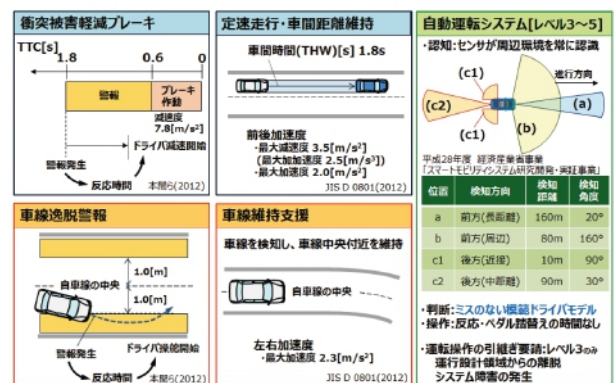 衝突被害軽減ブレーキ
TTC[s]
1.8
0.6
0
警報
ブレーキ
作動
減速度
7.8[m/s²]
ドライバ減速開始
警報発生
反応時間
本間ら(2012)
定速走行・車間距離維持
車間時間(THW)[s] 1.8s
前後加速度
・最大減速度 3.5[m/s²]
(最大加加速度 2.5[m/s³])
・最大加速度 2.0[m/s²]
JIS D 0801(2012)
車線逸脱警報
1.0[m]
自車線の中央
1.0[m]
ドライバ操舵開始
警報発生
反応時間
本間ら(2012)
車線維持支援
車線を検知し、車線中央付近を維持
自車線の中央
左右加速度
・最大加速度 2.3[m/s²]
JIS D 0801(2012)
自動運転システム[レベル3~5]
・認知:センサが周辺環境を常に認識
(c1)
進行方向
(c2)
(a)
(c1)
(b)
平成28年度 経済産業省事業
「スマートモビリティシステム研究開発・実証事業」
位置 検知方向 検知距離 検知角度
a 前方(長距離) 160m 20°
b 前方(周辺) 80m 160°
c1 後方(近接) 10m 90°
c2 後方(中距離) 90m 30°
・判断:ミスのない模範ドライバモデル
・操作:反応・ペダル踏替えの時間なし
・運転操作の引継ぎ要請:レベル3のみ
運行設計領域からの離脱
システム障害の発生